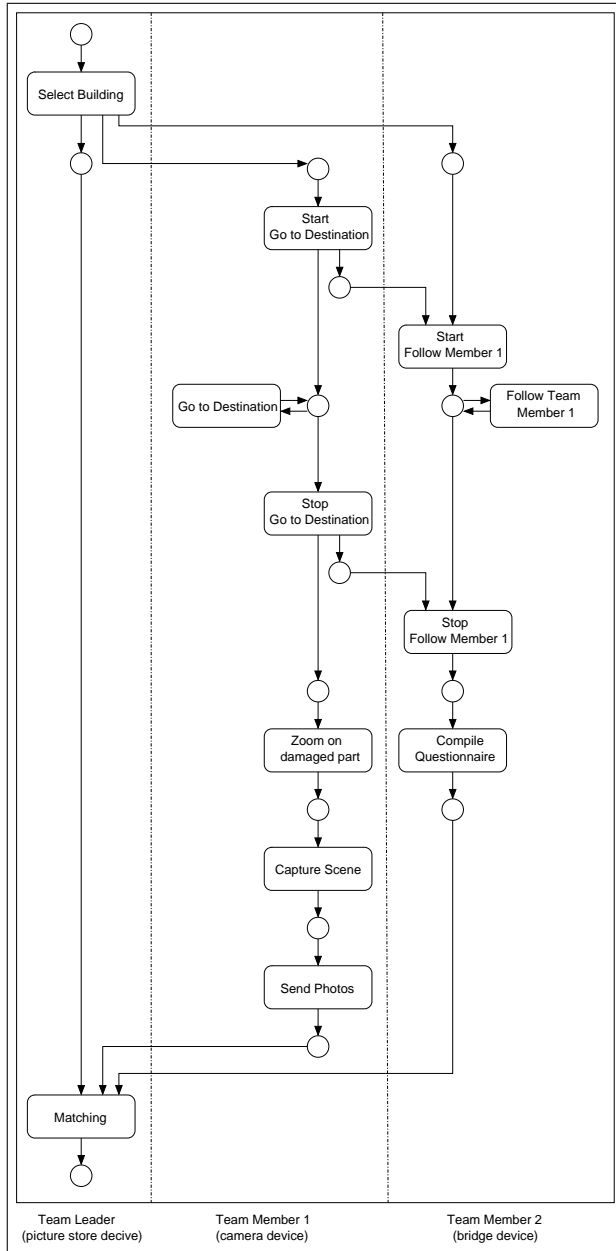 Select Building
Start
Go to Destination
Start
Follow Member 1
Go to Destination
Follow Team
Member 1
Stop
Go to Destination
Stop
Follow Member 1
Zoom on
damaged part
Compile
Questionnaire
Capture Scene
Send Photos
Matching
Team Leader
(picture store decive)
Team Member 1
(camera device)
Team Member 2
(bridge device)